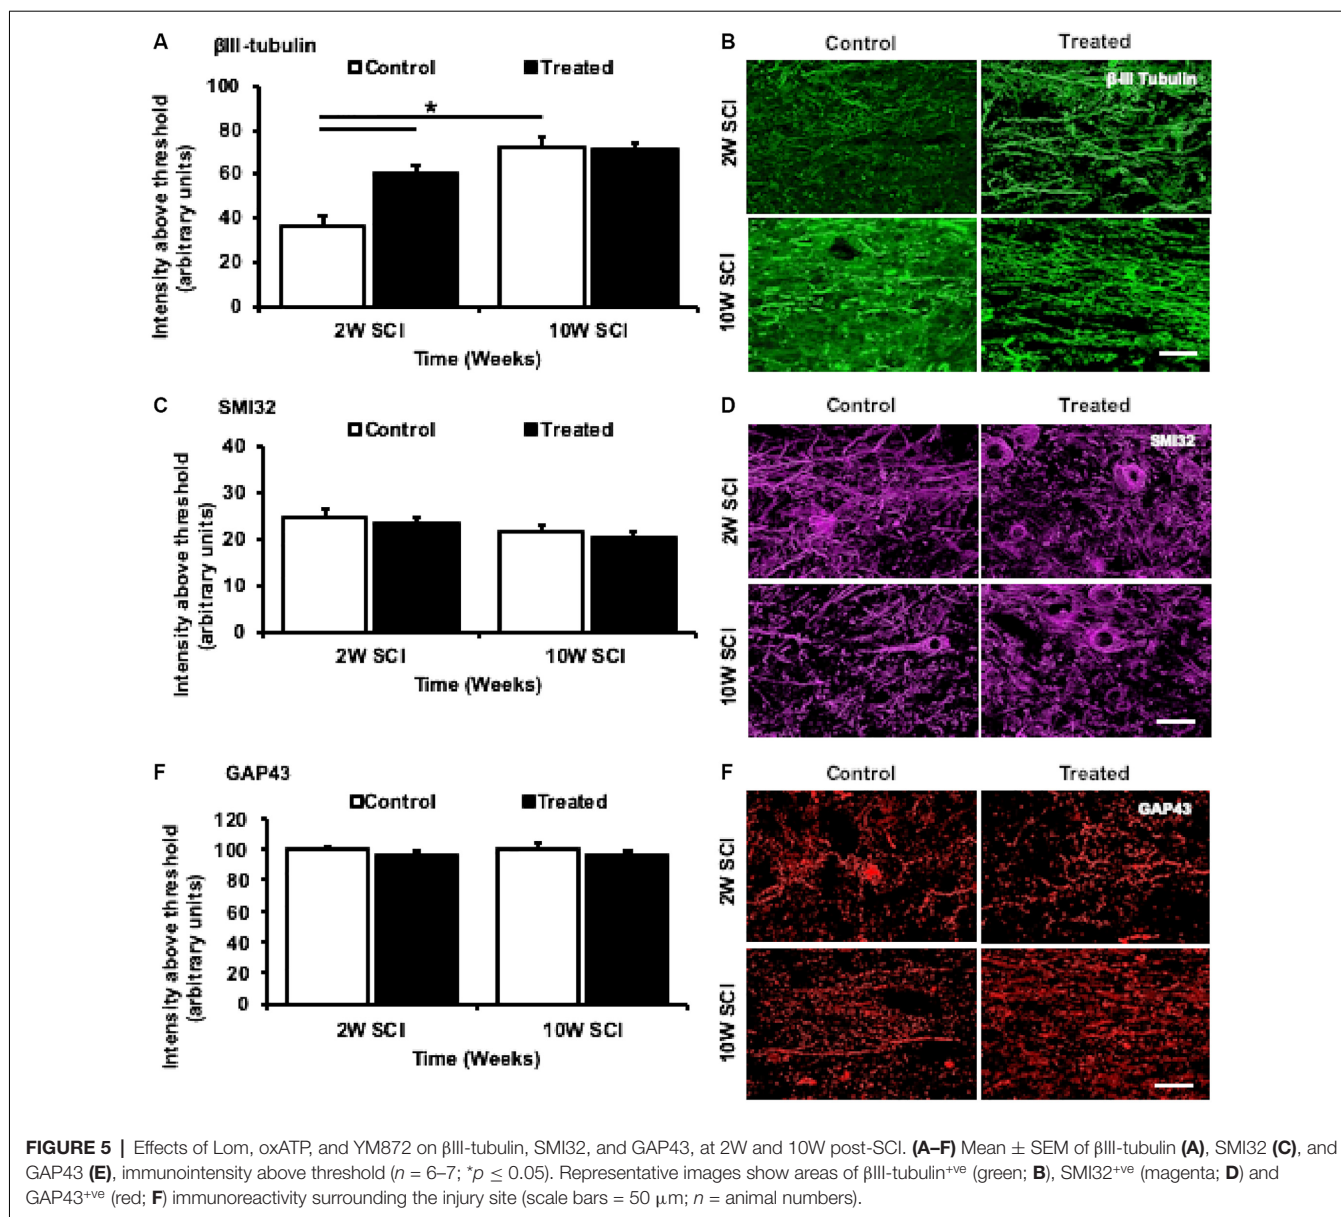 A
βIII-tubulin
Control
Treated
Intensity above threshold
(arbitrary units)
100
80
60
40
20
0
*
2W SCI
10W SCI
Time (Weeks)
B
Control
Treated
2W SCI
10W SCI
β-III Tubulin
C
SMI32
Control
Treated
Intensity above threshold
(arbitrary units)
40
30
20
10
0
2W SCI
10W SCI
Time (Weeks)
D
Control
Treated
2W SCI
10W SCI
SMI32
F
GAP43
Control
Treated
Intensity above threshold
(arbitrary units)
120
100
80
60
40
20
0
2W SCI
10W SCI
Time (Weeks)
F
Control
Treated
2W SCI
10W SCI
GAP43
FIGURE 5 | Effects of Lom, oxATP, and YM872 on βIII-tubulin, SMI32, and GAP43, at 2W and 10W post-SCI. (A–F) Mean ± SEM of βIII-tubulin (A), SMI32 (C), and
GAP43 (E), immunointensity above threshold (n = 6–7; *p ≤ 0.05). Representative images show areas of βIII-tubulin+ve (green; B), SMI32+ve (magenta; D) and
GAP43+ve (red; F) immunoreactivity surrounding the injury site (scale bars = 50 μm; n = animal numbers).